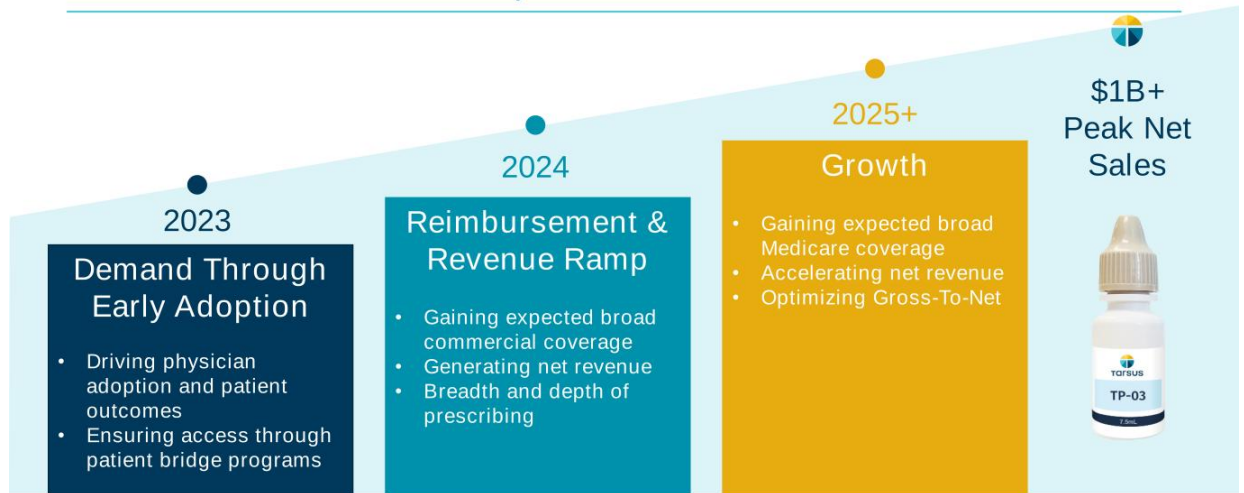 2023
Demand Through
Early Adoption
• Driving physician
adoption and patient
outcomes
• Ensuring access through
patient bridge programs
2024
Reimbursement &
Revenue Ramp
• Gaining expected broad
commercial coverage
• Generating net revenue
• Breadth and depth of
prescribing
2025+
Growth
• Gaining expected broad
Medicare coverage
• Accelerating net revenue
• Optimizing Gross-To-Net
$1B+
Peak Net
Sales
Tarsus
TP-03
7.5mL